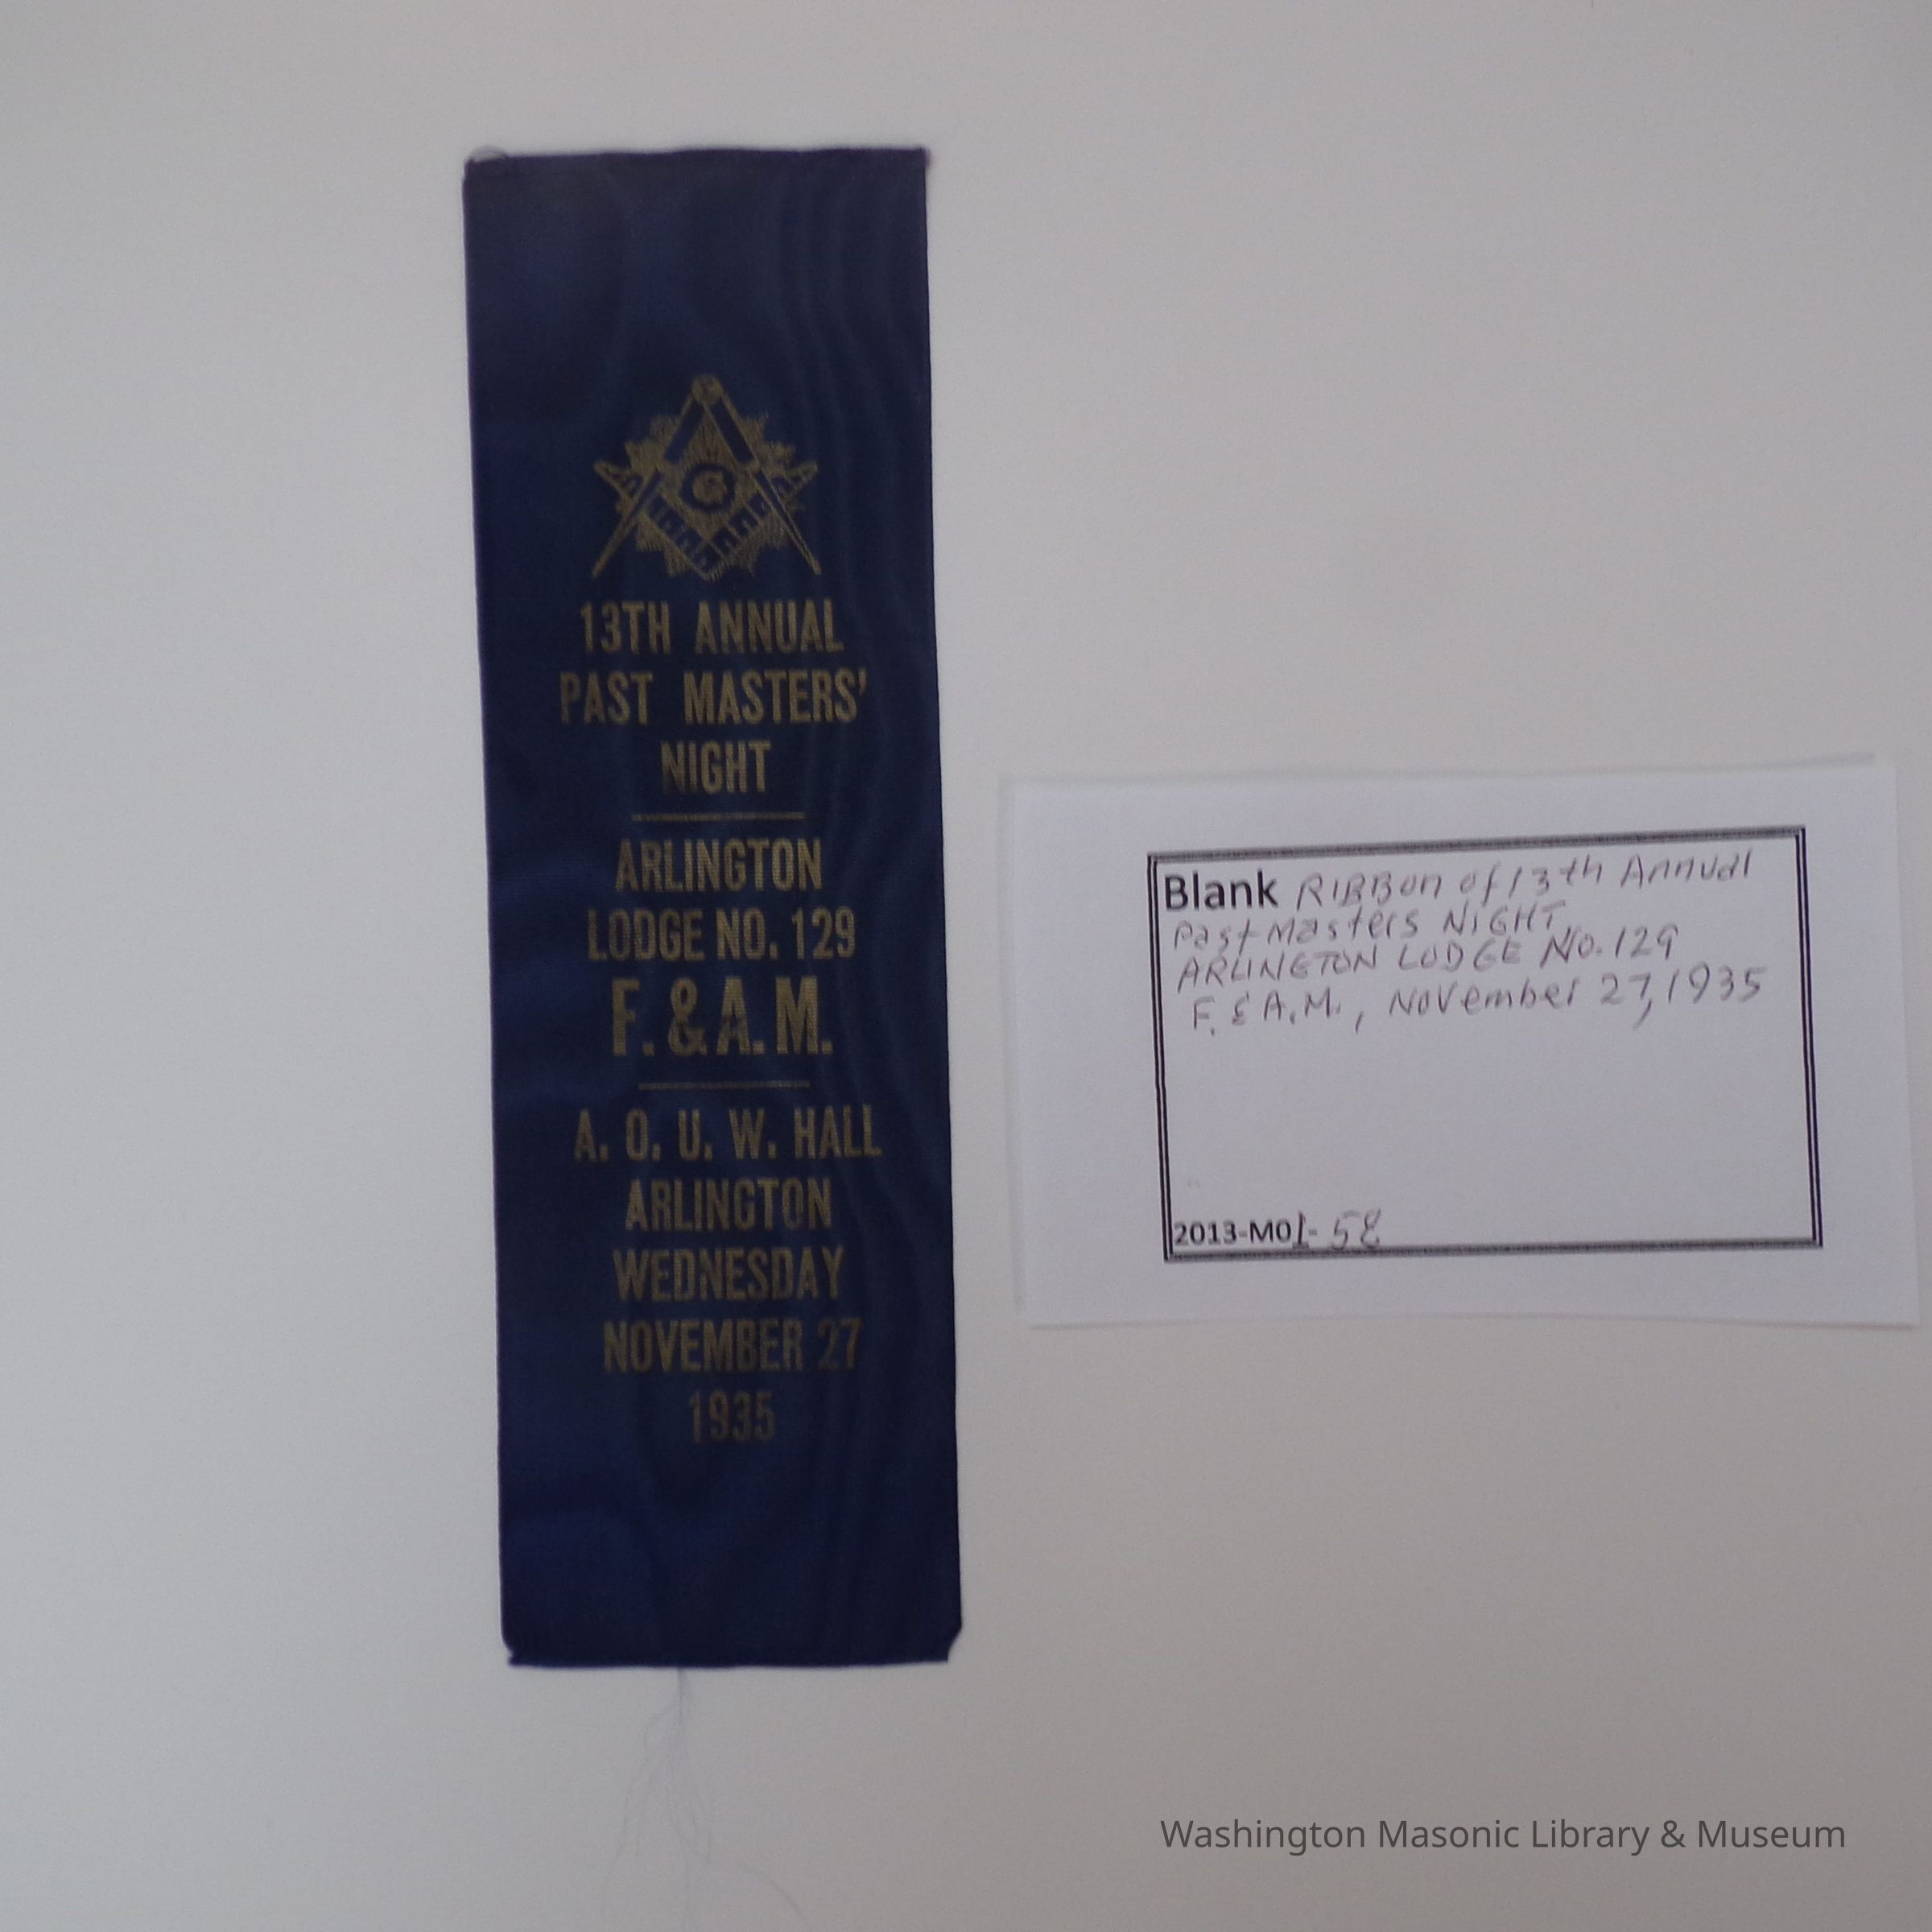 G
13TH ANNUAL
PAST MASTERS'
NIGHT
ARLINGTON
LODGE NO. 129
F. & A. M.
A. O. U. W. HALL
ARLINGTON
WEDNESDAY
NOVEMBER 27
1935
Blank RIBBon of 13th Annual
Past Masters NIGHT,
ARLINGTON LODGE No. 129
F. & A.M., November 27, 1935
2013-M01-58
Washington Masonic Library & Museum